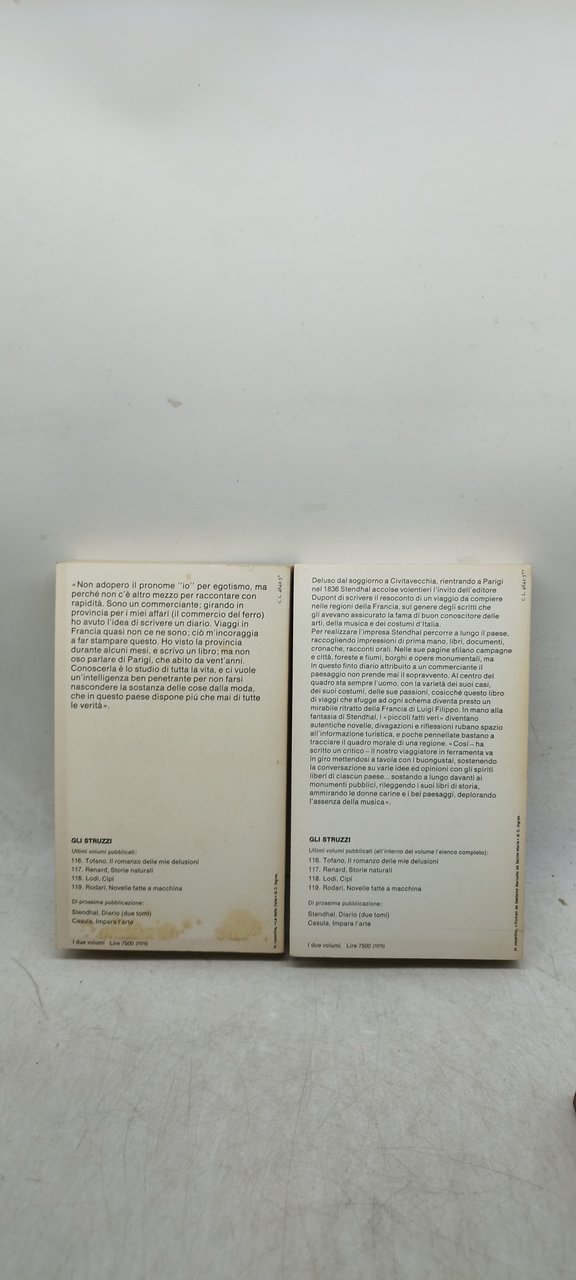 «Non adopero il pronome ''io'' per egotismo, ma
perché non c'è altro mezzo per raccontare con
rapidità. Sono un commerciante; girando in
provincia per i miei affari (il commercio del ferro)
ho avuto l'idea di scrivere un diario. Viaggi in
Francia quasi non ce ne sono; ciò m'incoraggia
a far stampare questo. Ho visto la provincia
durante alcuni mesi, e scrivo un libro; ma non
oso parlare di Parigi, che abito da vent'anni.
Conoscerla è lo studio di tutta la vita, e ci vuole
un'intelligenza ben penetrante per non farsi
nascondere la sostanza delle cose dalla moda,
che in questo paese dispone più che mai di tutte
le verità».
GLI STRUZZI
Ultimi volumi pubblicati:
116. Tofano, Il romanzo delle mie delusioni
117. Renard, Storie naturali
118. Lodi, Cipí
119. Rodari, Novelle fatte a macchina
Di prossima pubblicazione:
Stendhal, Diario (due tomi)
Casula, Impara l'arte
I due volumi Lire 7500
Deluso dal soggiorno a Civitavecchia, rientrando a Parigi
nel 1836 Stendhal accolse volentieri l'invito dell'editore
Dupont di scrivere il resoconto di un viaggio da compiere
nelle regioni della Francia, sul genere degli scritti che
gli avevano assicurato la fama di buon conoscitore delle
arti, della musica e dei costumi d'Italia.
Per realizzare l'impresa Stendhal percorre a lungo il paese,
raccogliendo impressioni di prima mano, libri, documenti,
cronache, racconti orali. Nelle sue pagine sfilano campagne
e città, foreste e fiumi, borghi e opere monumentali, ma
in questo finto diario attribuito a un commerciante il
paesaggio non prende mai il sopravvento. Al centro del
quadro sta sempre l'uomo, con la varietà dei suoi casi,
dei suoi costumi, delle sue passioni, cosicché questo libro
di viaggi che sfugge ad ogni schema diventa presto un
mirabile ritratto della Francia di Luigi Filippo. In mano alla
fantasia di Stendhal, i «piccoli fatti veri» diventano
autentiche novelle, divagazioni e riflessioni rubano spazio
all'informazione turistica, e poche pennellate bastano a
tracciare il quadro morale di una regione. «Cosí – ha
scritto un critico – il nostro viaggiatore in ferramenta va
in giro mettendosi a tavola con i buongustai, sostenendo
la conversazione su varie idee ed opinioni con gli spiriti
liberi di ciascun paese... sostando a lungo davanti ai
monumenti pubblici, rileggendo i suoi libri di storia,
ammirando le donne carine e i bei paesaggi, deplorando
l'assenza della musica».
GLI STRUZZI
Ultimi volumi pubblicati (all'interno del volume l'elenco completo):
116. Tofano, Il romanzo delle mie delusioni
117. Renard, Storie naturali
118. Lodi, Cipí
119. Rodari, Novelle fatte a macchina
Di prossima pubblicazione:
Stendhal, Diario (due tomi)
Casula, Impara l'arte
I due volumi Lire 7500